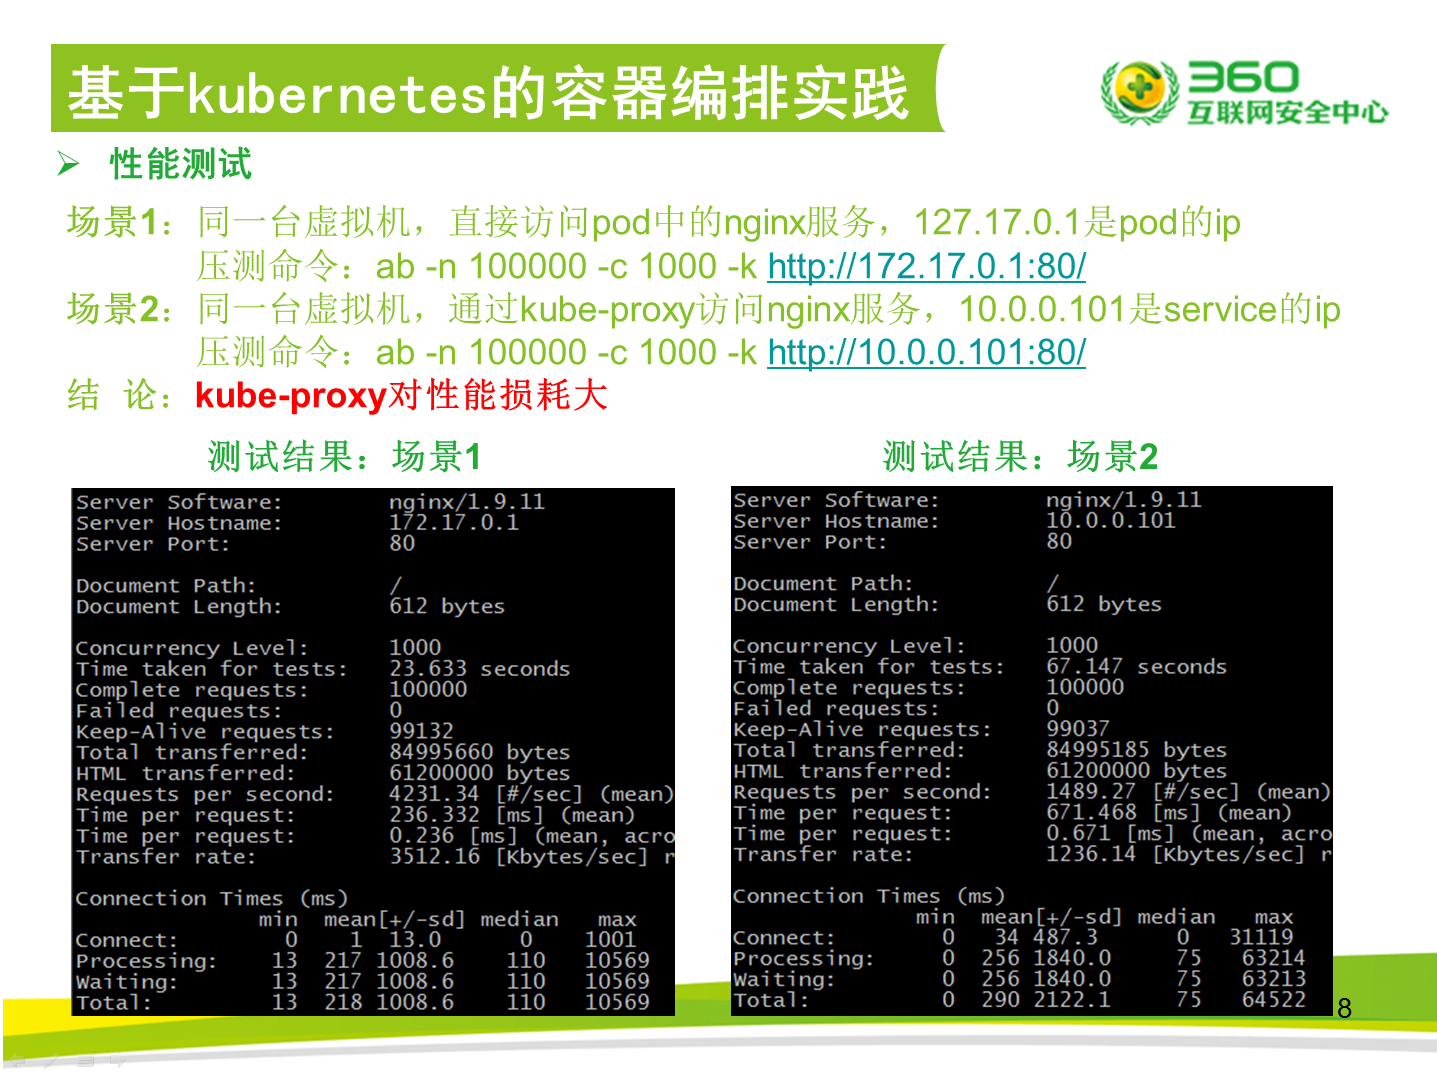 基于kubernetes的容器编排实践
360
互联网安全中心
性能测试
场景1：同一台虚拟机，直接访问pod中的nginx服务，127.17.0.1是pod的ip
压测命令：ab -n 100000 -c 1000 -k http://172.17.0.1:80/
场景2：同一台虚拟机，通过kube-proxy访问nginx服务，10.0.0.101是service的ip
压测命令：ab -n 100000 -c 1000 -k http://10.0.0.101:80/
结 论：kube-proxy对性能损耗大
测试结果：场景1
Server Software: nginx/1.9.11
Server Hostname: 172.17.0.1
Server Port: 80
Document Path: /
Document Length: 612 bytes
Concurrency Level: 1000
Time taken for tests: 23.633 seconds
Complete requests: 100000
Failed requests: 0
Keep-Alive requests: 99132
Total transferred: 84995660 bytes
HTML transferred: 61200000 bytes
Requests per second: 4231.34 [#/sec] (mean)
Time per request: 236.332 [ms] (mean)
Time per request: 0.236 [ms] (mean, acro
Transfer rate: 3512.16 [Kbytes/sec] r
Connection Times (ms)
min mean[+/-sd] median max
Connect: 0 1 13.0 0 1001
Processing: 13 217 1008.6 110 10569
Waiting: 13 217 1008.6 110 10569
Total: 13 218 1008.6 110 10569
测试结果：场景2
Server Software: nginx/1.9.11
Server Hostname: 10.0.0.101
Server Port: 80
Document Path: /
Document Length: 612 bytes
Concurrency Level: 1000
Time taken for tests: 67.147 seconds
Complete requests: 100000
Failed requests: 0
Keep-Alive requests: 99037
Total transferred: 84995185 bytes
HTML transferred: 61200000 bytes
Requests per second: 1489.27 [#/sec] (mean)
Time per request: 671.468 [ms] (mean)
Time per request: 0.671 [ms] (mean, acro
Transfer rate: 1236.14 [Kbytes/sec] r
Connection Times (ms)
min mean[+/-sd] median max
Connect: 0 34 487.3 0 31119
Processing: 0 256 1840.0 75 63214
Waiting: 0 256 1840.0 75 63213
Total: 0 290 2122.1 75 64522
8